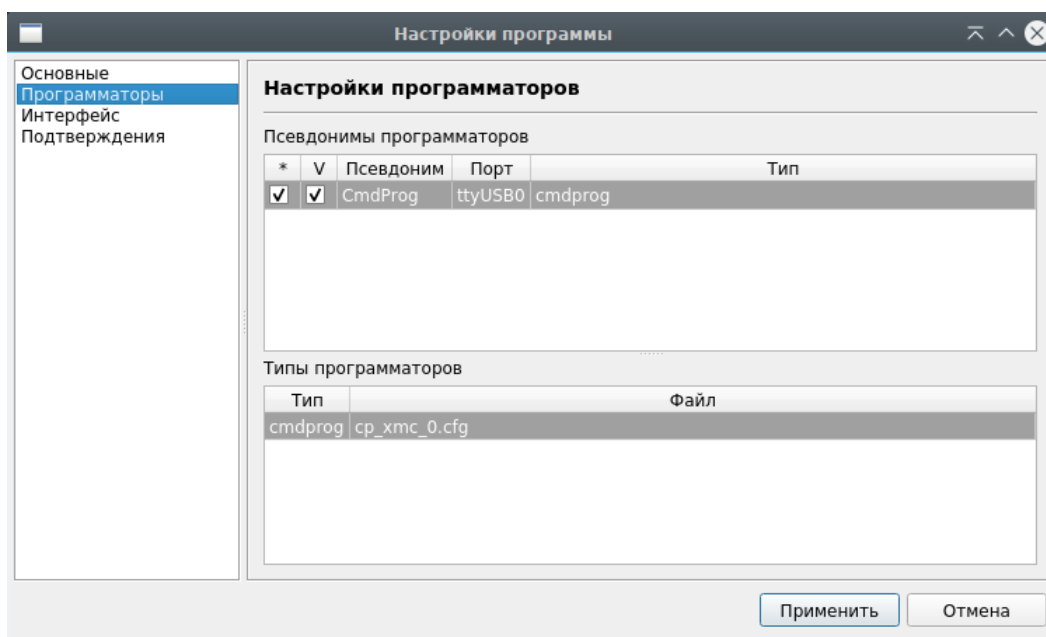 Настройки программы
Основные
Программаторы
Интерфейс
Подтверждения
Настройки программаторов
Псевдонимы программаторов
* V Псевдоним Порт Тип
CmdProg ttyUSB0 cmdprog
Типы программаторов
Тип Файл
cmdprog cp_xmc_0.cfg
Применить Отмена